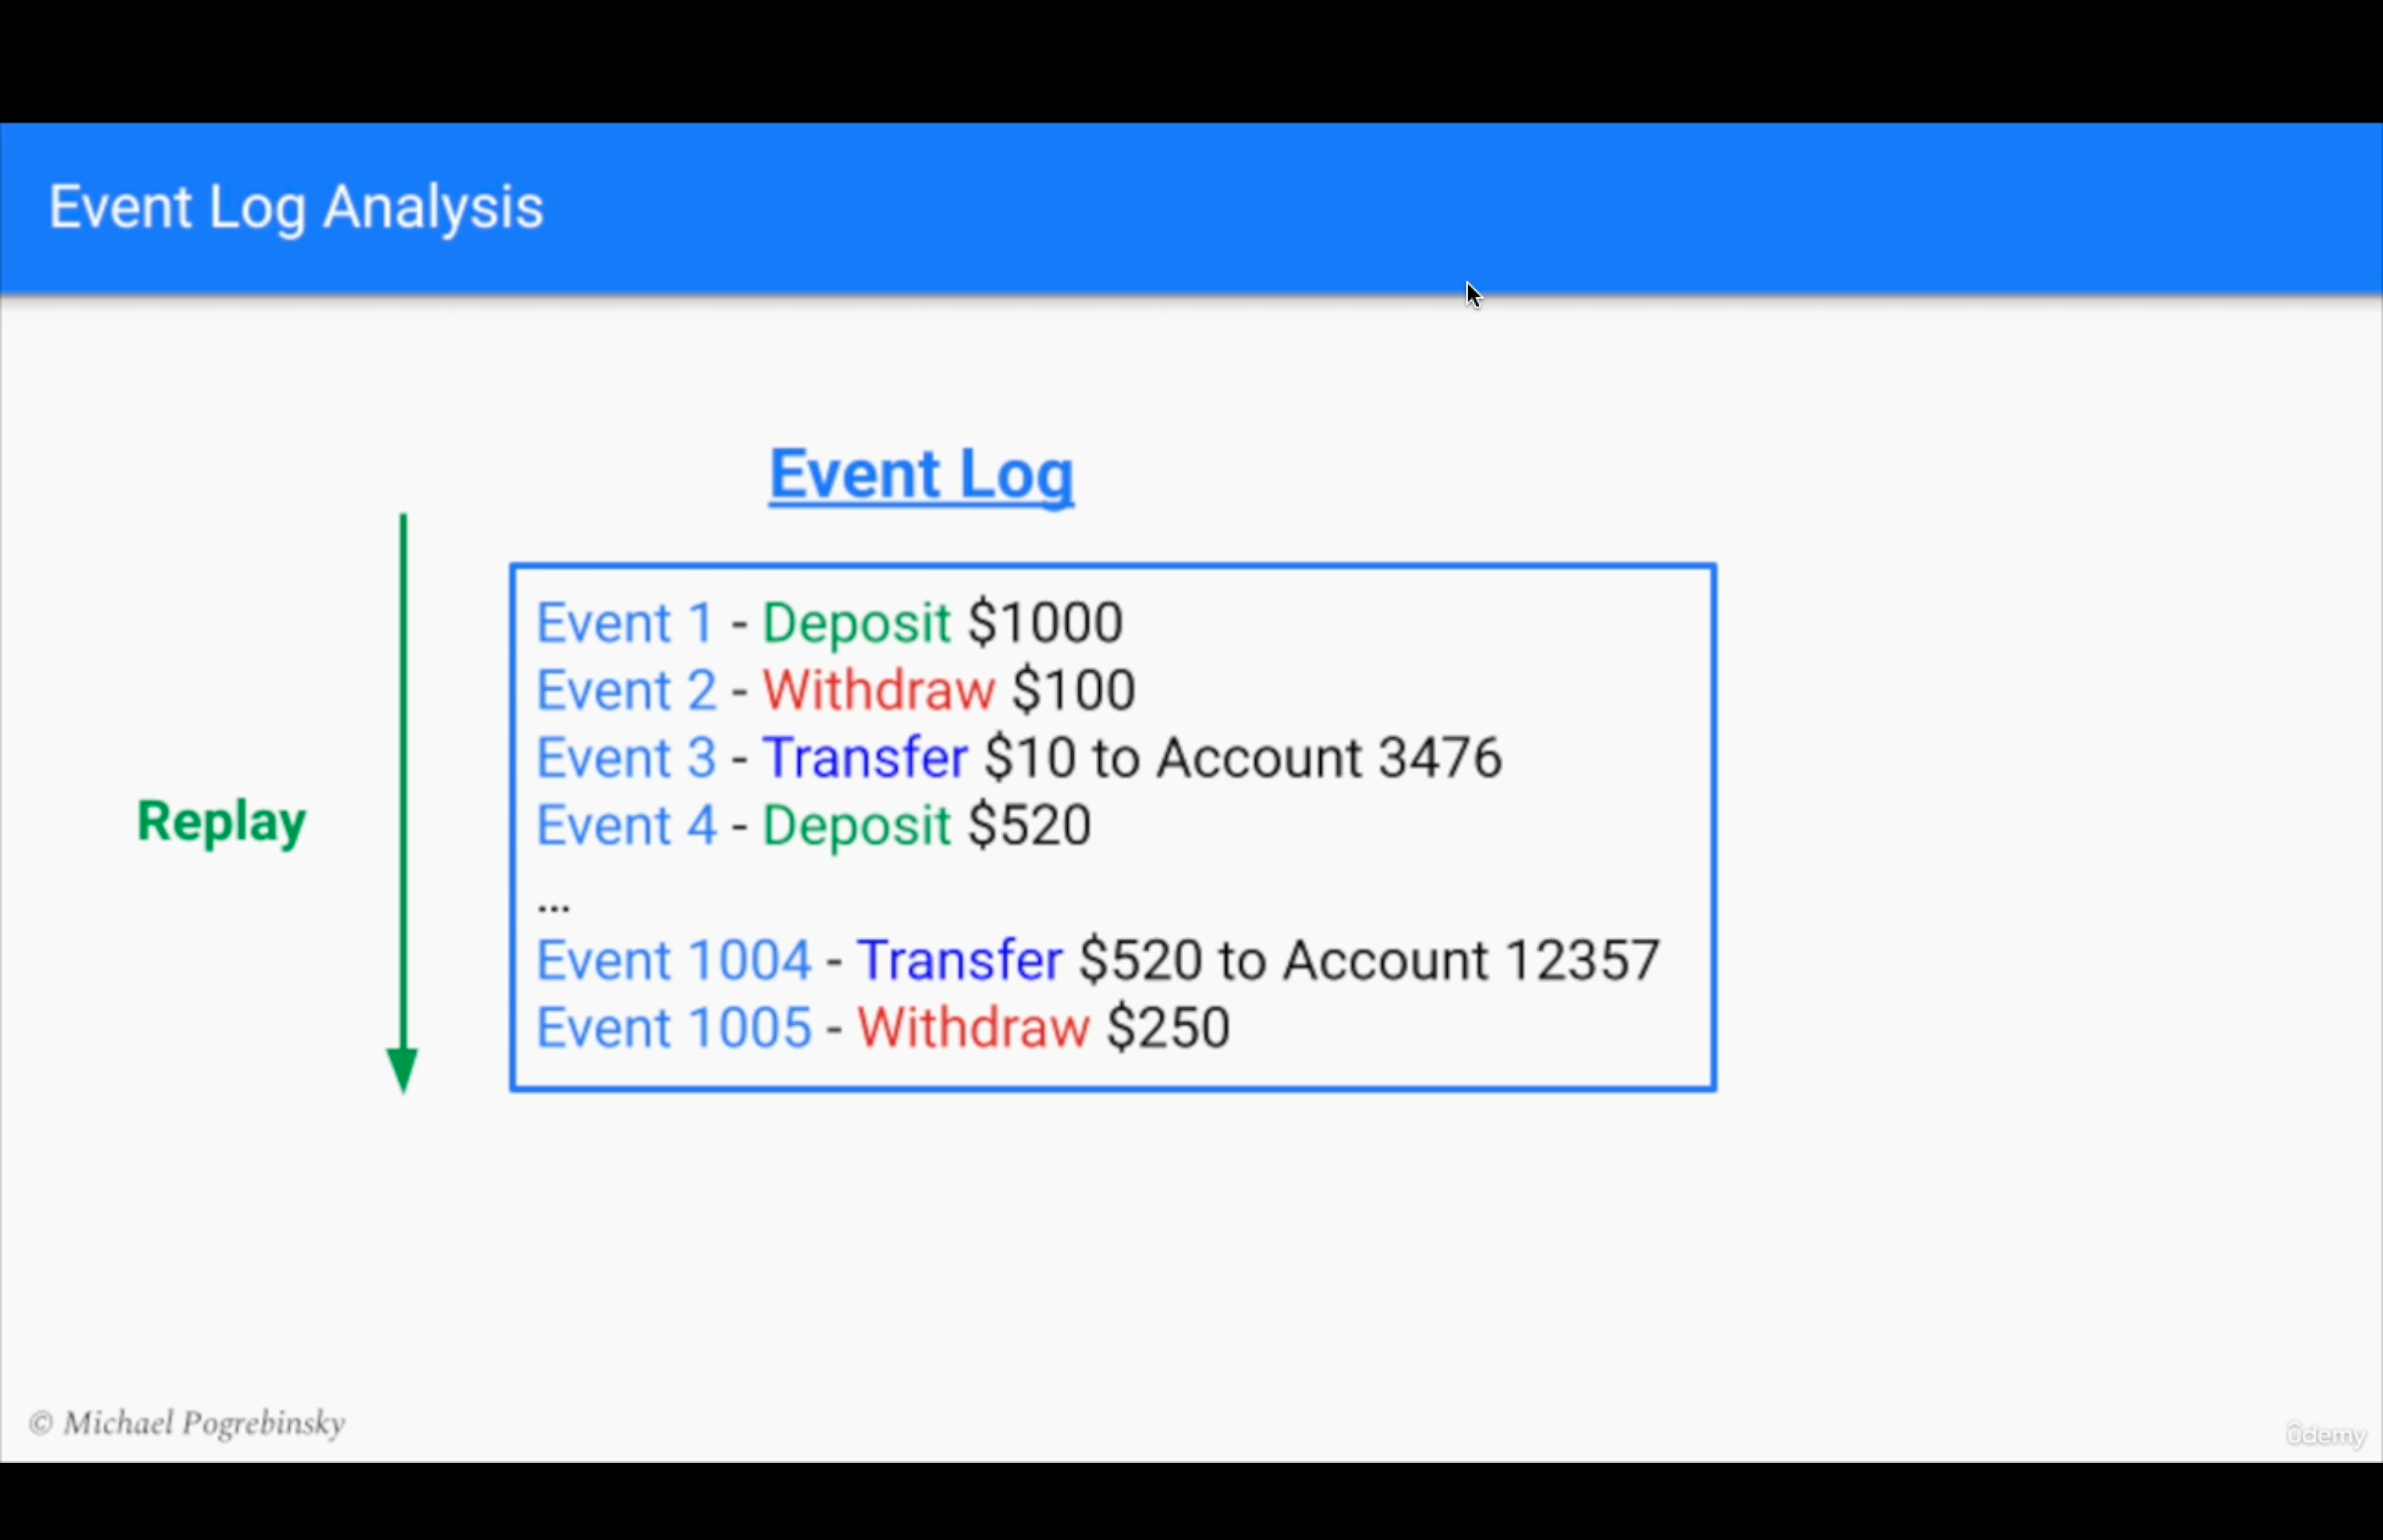 Event Log Analysis
Event Log
Event 1 - Deposit $1000
Event 2 - Withdraw $100
Event 3 - Transfer $10 to Account 3476
Replay
Event 4 - Deposit $520
...
Event 1004 - Transfer $520 to Account 12357
Event 1005 - Withdraw $250
© Michael Pogrebinsky
ûdemy